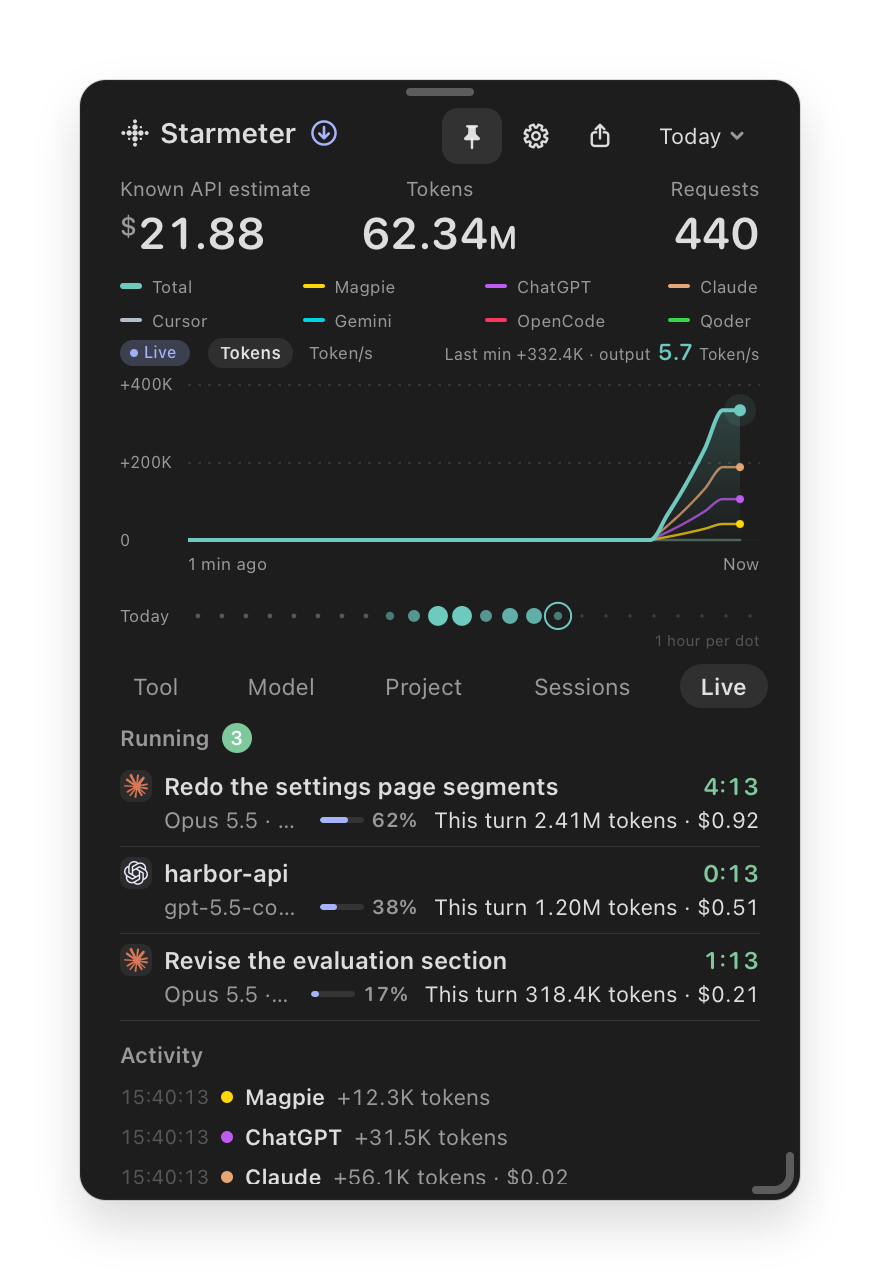 Starmeter Today
Known API estimate Tokens Requests
$21.88 62.34M 440
Total Magpie ChatGPT Claude
Cursor Gemini OpenCode Qoder
Live Tokens Token/s Last min +332.4K · output 5.7 Token/s
+400K
+200K
0
1 min ago Now
Today
1 hour per dot
Tool Model Project Sessions Live
Running 3
Redo the settings page segments 4:13
Opus 5.5 · ... 62% This turn 2.41M tokens · $0.92
harbor-api 0:13
gpt-5.5-co... 38% This turn 1.20M tokens · $0.51
Revise the evaluation section 1:13
Opus 5.5 ·... 17% This turn 318.4K tokens · $0.21
Activity
15:40:13 Magpie +12.3K tokens
15:40:13 ChatGPT +31.5K tokens
15:40:13 Claude +56.1K tokens · $0.02